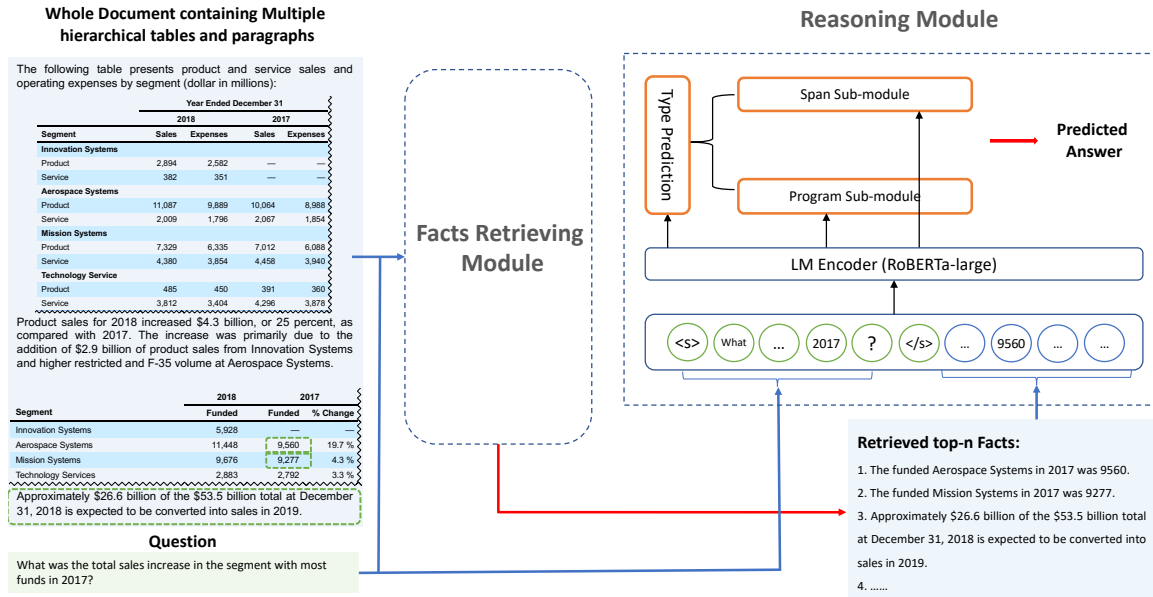 Whole Document containing Multiple
hierarchical tables and paragraphs
The following table presents product and service sales and
operating expenses by segment (dollar in millions):
Year Ended December 31
2018 2017
Segment Sales Expenses Sales Expenses
Innovation Systems
Product 2,894 2,582 — —
Service 382 351 — —
Aerospace Systems
Product 11,087 9,889 10,064 8,988
Service 2,009 1,796 2,067 1,854
Mission Systems
Product 7,329 6,335 7,012 6,088
Service 4,380 3,854 4,458 3,940
Technology Service
Product 485 450 391 360
Service 3,812 3,404 4,296 3,878
Product sales for 2018 increased $4.3 billion, or 25 percent, as
compared with 2017. The increase was primarily due to the
addition of $2.9 billion of product sales from Innovation Systems
and higher restricted and F-35 volume at Aerospace Systems.
2018 2017
Segment Funded Funded % Change
Innovation Systems 5,928 — —
Aerospace Systems 11,448 9,560 19.7 %
Mission Systems 9,676 9,277 4.3 %
Technology Services 2,883 2,792 3.3 %
Approximately $26.6 billion of the $53.5 billion total at December
31, 2018 is expected to be converted into sales in 2019.
Question
What was the total sales increase in the segment with most
funds in 2017?
Facts Retrieving
Module
Reasoning Module
Type Prediction
Span Sub-module
Program Sub-module
Predicted
Answer
LM Encoder (RoBERTa-large)
<s> What ... 2017 ? </s> ... 9560 ... ...
Retrieved top-n Facts:
1. The funded Aerospace Systems in 2017 was 9560.
2. The funded Mission Systems in 2017 was 9277.
3. Approximately $26.6 billion of the $53.5 billion total
at December 31, 2018 is expected to be converted into
sales in 2019.
4. ......